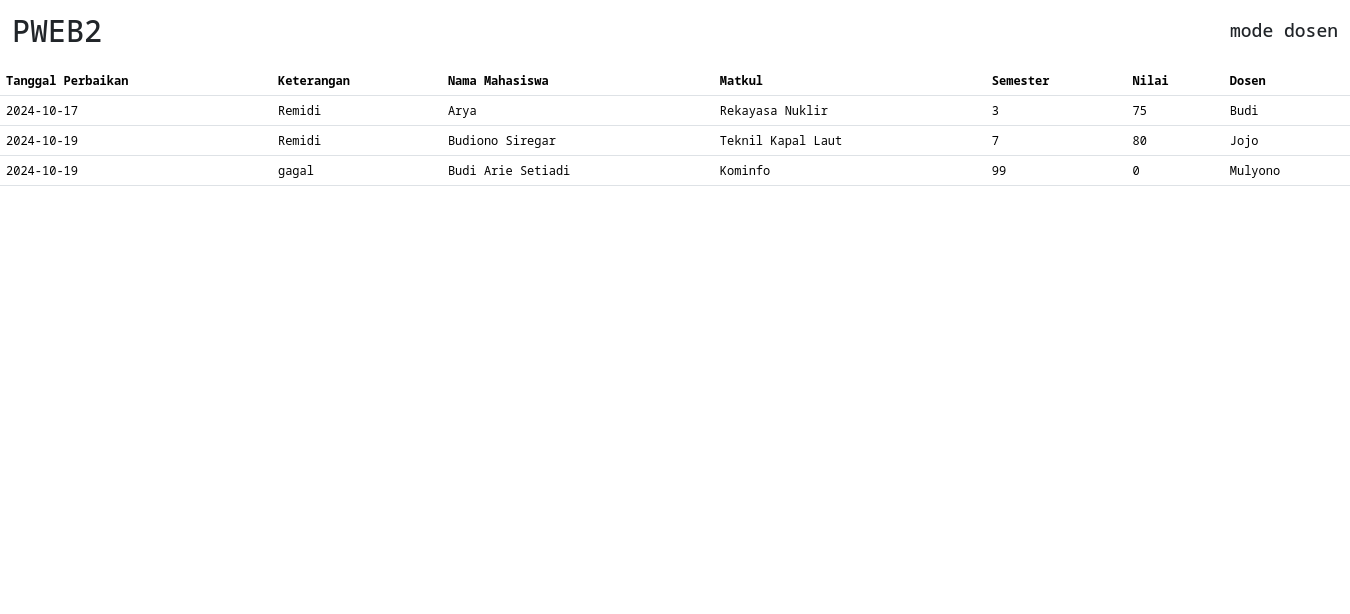 PWEB2 mode dosen
Tanggal Perbaikan Keterangan Nama Mahasiswa Matkul Semester Nilai Dosen
2024-10-17 Remidi Arya Rekayasa Nuklir 3 75 Budi
2024-10-19 Remidi Budiono Siregar Teknil Kapal Laut 7 80 Jojo
2024-10-19 gagal Budi Arie Setiadi Kominfo 99 0 Mulyono